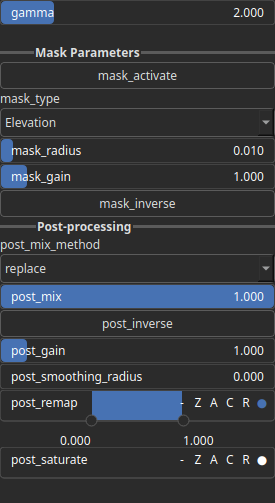 gamma 2.000
Mask Parameters
mask_activate
mask_type
Elevation
mask_radius 0.010
mask_gain 1.000
mask_inverse
Post-processing
post_mix_method
replace
post_mix 1.000
post_inverse
post_gain 1.000
post_smoothing_radius 0.000
post_remap - Z A C R
0.000 1.000
post_saturate - Z A C R